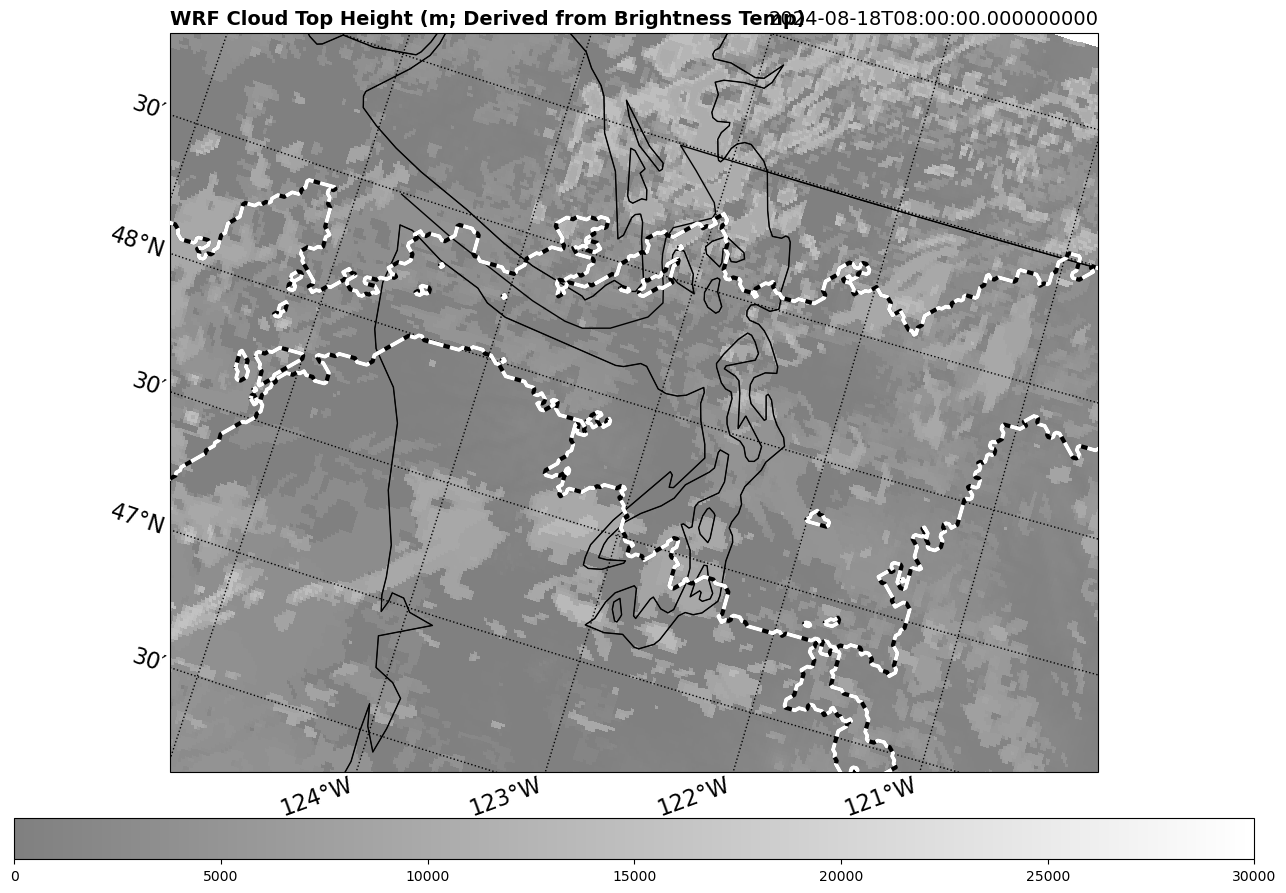 WRF Cloud Top Height (m; Derived from Brightness Temp)
2024-08-18T08:00:00.000000000
30′
48°N
30′
47°N
30′
124°W 123°W 122°W 121°W
0 5000 10000 15000 20000 25000 30000